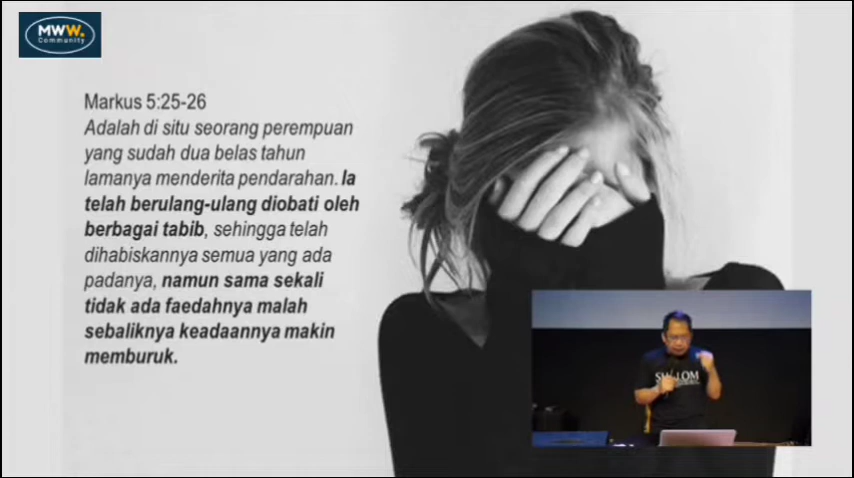 MWW.
Community
Markus 5:25-26
Adalah di situ seorang perempuan
yang sudah dua belas tahun
lamanya menderita pendarahan. Ia
telah berulang-ulang diobati oleh
berbagai tabib, sehingga telah
dihabiskannya semua yang ada
padanya, namun sama sekali
tidak ada faedahnya malah
sebaliknya keadaannya makin
memburuk.